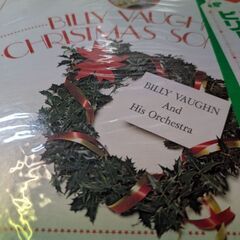 BILLY VAUGHN
CHRISTMAS SO
BILLY VAUGHN
And
His Orchestra